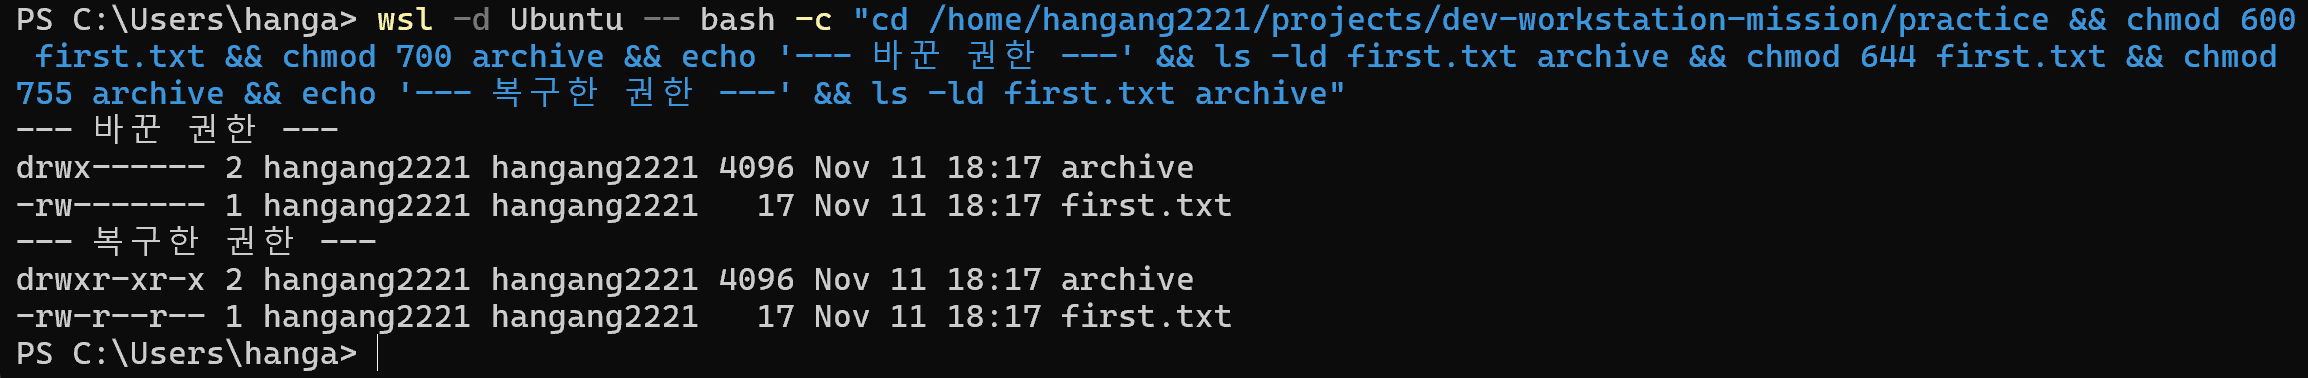 PS C:\Users\hanga> wsl -d Ubuntu -- bash -c "cd /home/hangang2221/projects/dev-workstation-mission/practice && chmod 600
 first.txt && chmod 700 archive && echo '--- 바꾼 권한 ---' && ls -ld first.txt archive && chmod 644 first.txt && chmod
755 archive && echo '--- 복구한 권한 ---' && ls -ld first.txt archive"
--- 바꾼 권한 ---
drwx------ 2 hangang2221 hangang2221 4096 Nov 11 18:17 archive
-rw------- 1 hangang2221 hangang2221   17 Nov 11 18:17 first.txt
--- 복구한 권한 ---
drwxr-xr-x 2 hangang2221 hangang2221 4096 Nov 11 18:17 archive
-rw-r--r-- 1 hangang2221 hangang2221   17 Nov 11 18:17 first.txt
PS C:\Users\hanga>